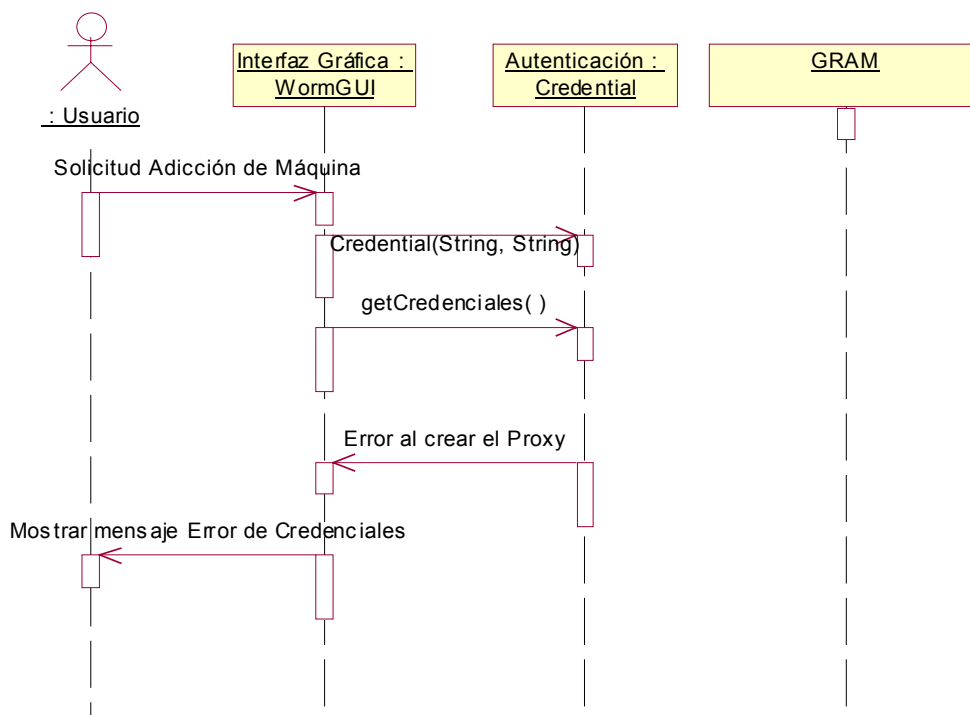 : Usuario
Interfaz Gráfica :
WormGUI
Autenticación :
Credential
GRAM
Solicitud Adicción de Máquina
Credential(String, String)
getCredenciales( )
Error al crear el Proxy
Mostrar mensaje Error de Credenciales